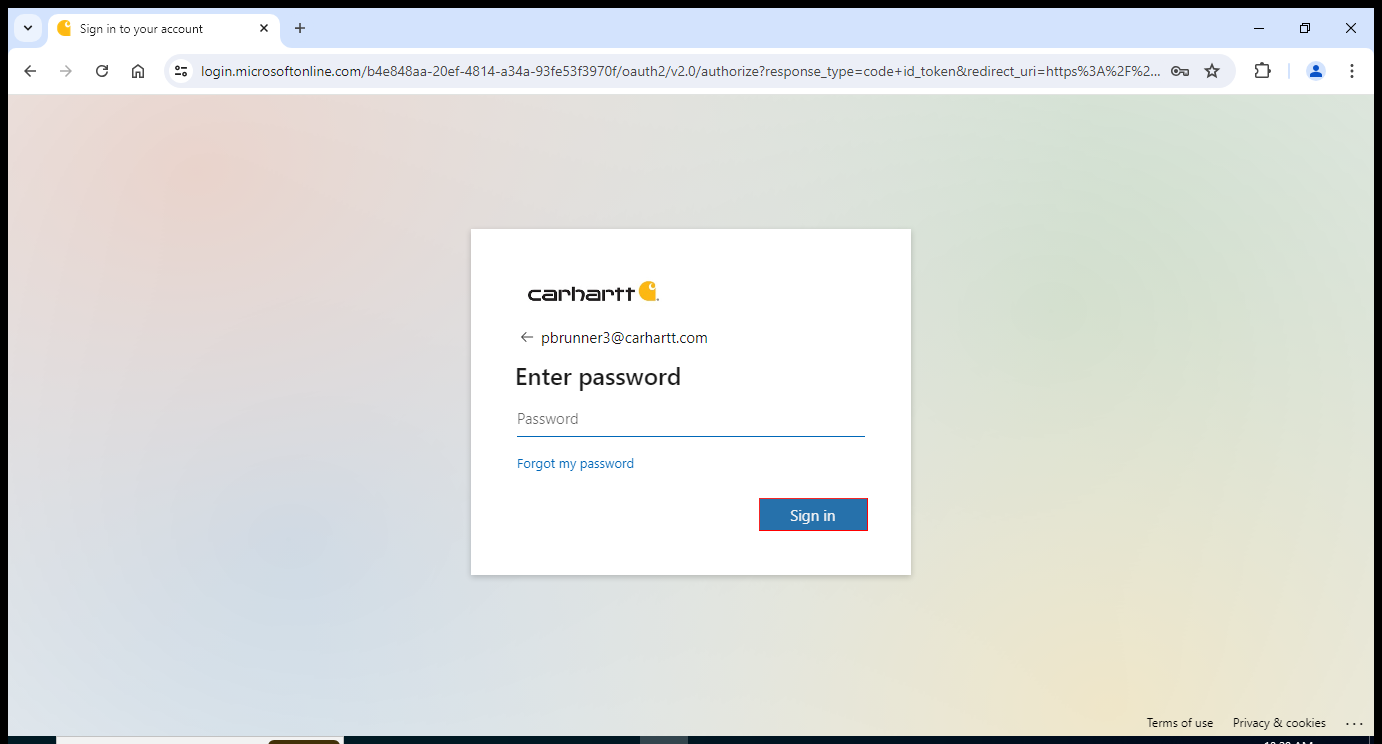 Sign in to your account
login.microsoftonline.com/b4e848aa-20ef-4814-a34a-93fe53f3970f/oauth2/v2.0/authorize?response_type=code+id_token&redirect_uri=https%3A%2F%2...
carhartt
pbrunner3@carhartt.com
Enter password
Password
Forgot my password
Sign in
Terms of use Privacy & cookies ...